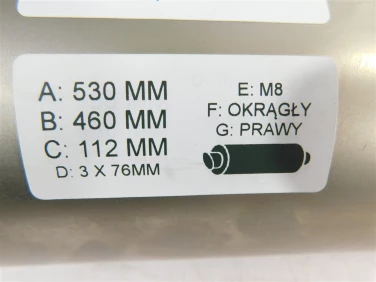 A: 530 MM
B: 460 MM
C: 112 MM
D: 3 X 76MM
E: M8
F: OKRĄGŁY
G: PRAWY